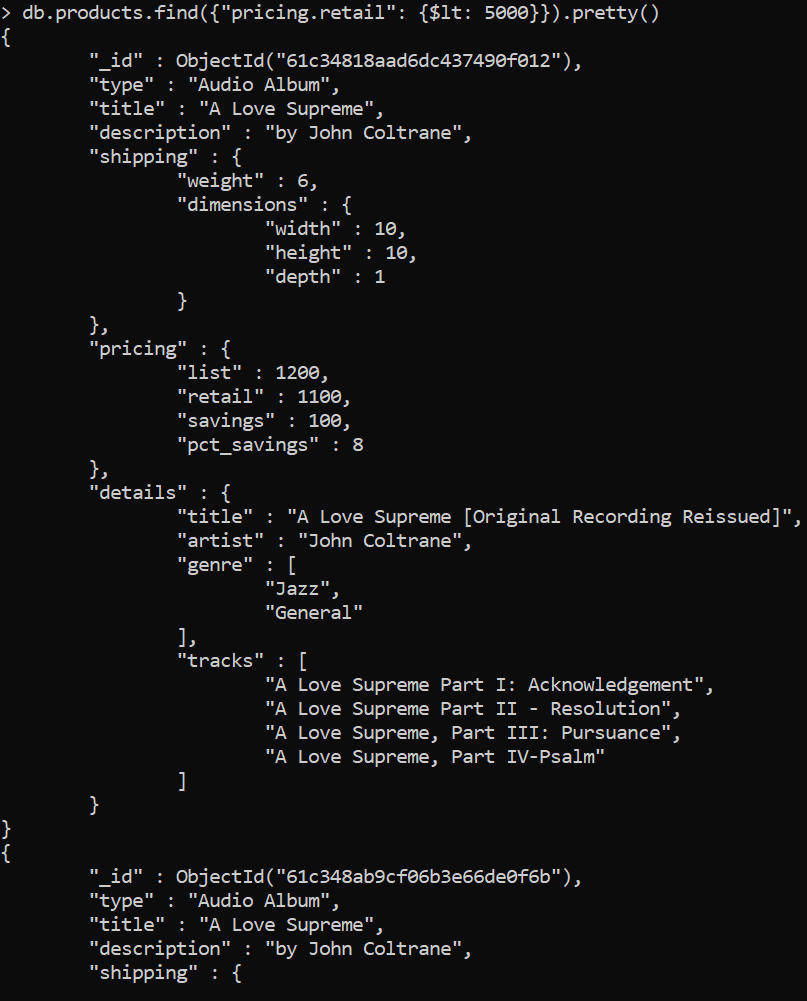 > db.products.find({"pricing.retail": {$lt: 5000}}).pretty()
{
        "_id" : ObjectId("61c34818aad6dc437490f012"),
        "type" : "Audio Album",
        "title" : "A Love Supreme",
        "description" : "by John Coltrane",
        "shipping" : {
                "weight" : 6,
                "dimensions" : {
                        "width" : 10,
                        "height" : 10,
                        "depth" : 1
                }
        },
        "pricing" : {
                "list" : 1200,
                "retail" : 1100,
                "savings" : 100,
                "pct_savings" : 8
        },
        "details" : {
                "title" : "A Love Supreme [Original Recording Reissued]",
                "artist" : "John Coltrane",
                "genre" : [
                        "Jazz",
                        "General"
                ],
                "tracks" : [
                        "A Love Supreme Part I: Acknowledgement",
                        "A Love Supreme Part II - Resolution",
                        "A Love Supreme, Part III: Pursuance",
                        "A Love Supreme, Part IV-Psalm"
                ]
        }
}
{
        "_id" : ObjectId("61c348ab9cf06b3e66de0f6b"),
        "type" : "Audio Album",
        "title" : "A Love Supreme",
        "description" : "by John Coltrane",
        "shipping" : {